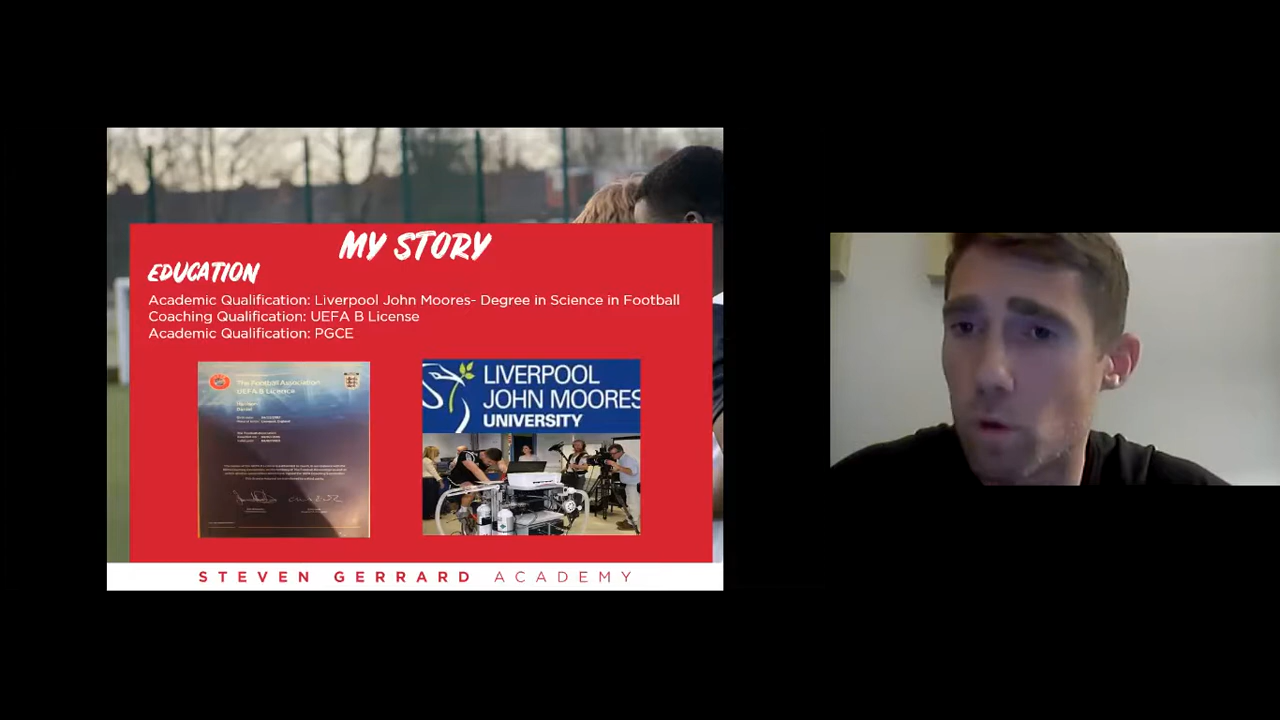 MY STORY
EDUCATION
Academic Qualification: Liverpool John Moores- Degree in Science in Football
Coaching Qualification: UEFA B License
Academic Qualification: PGCE
The Football Association
UEFA B Licence
LIVERPOOL
JOHN MOORES
UNIVERSITY
STEVEN GERRARD ACADEMY